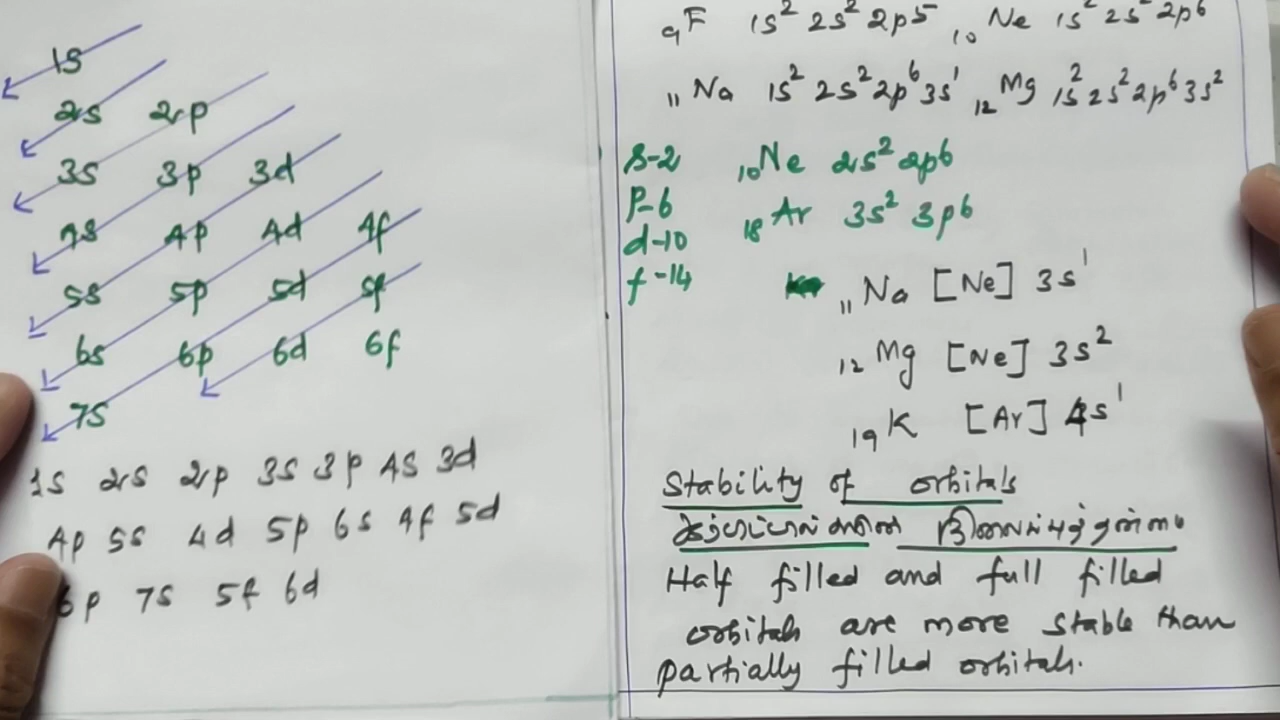 1s
2s 2p
3s 3p 3d
4s 4p 4d 4f
5s 5p 5d 5f
6s 6p 6d 6f
7s
1s 2s 2p 3s 3p 4s 3d
4p 5s 4d 5p 6s 4f 5d
6p 7s 5f 6d
₉F 1s² 2s² 2p⁵ ₁₀Ne 1s² 2s² 2p⁶
₁₁Na 1s² 2s² 2p⁶ 3s¹ ₁₂Mg 1s² 2s² 2p⁶ 3s²
s-2 ₁₀Ne 2s² 2p⁶
p-6 ₁₈Ar 3s² 3p⁶
d-10
f-14 ₁₁Na [Ne] 3s¹
₁₂Mg [Ne] 3s²
₁₉K [Ar] 4s¹
Stability of orbitals
Half filled and full filled
orbitals are more stable than
partially filled orbitals.